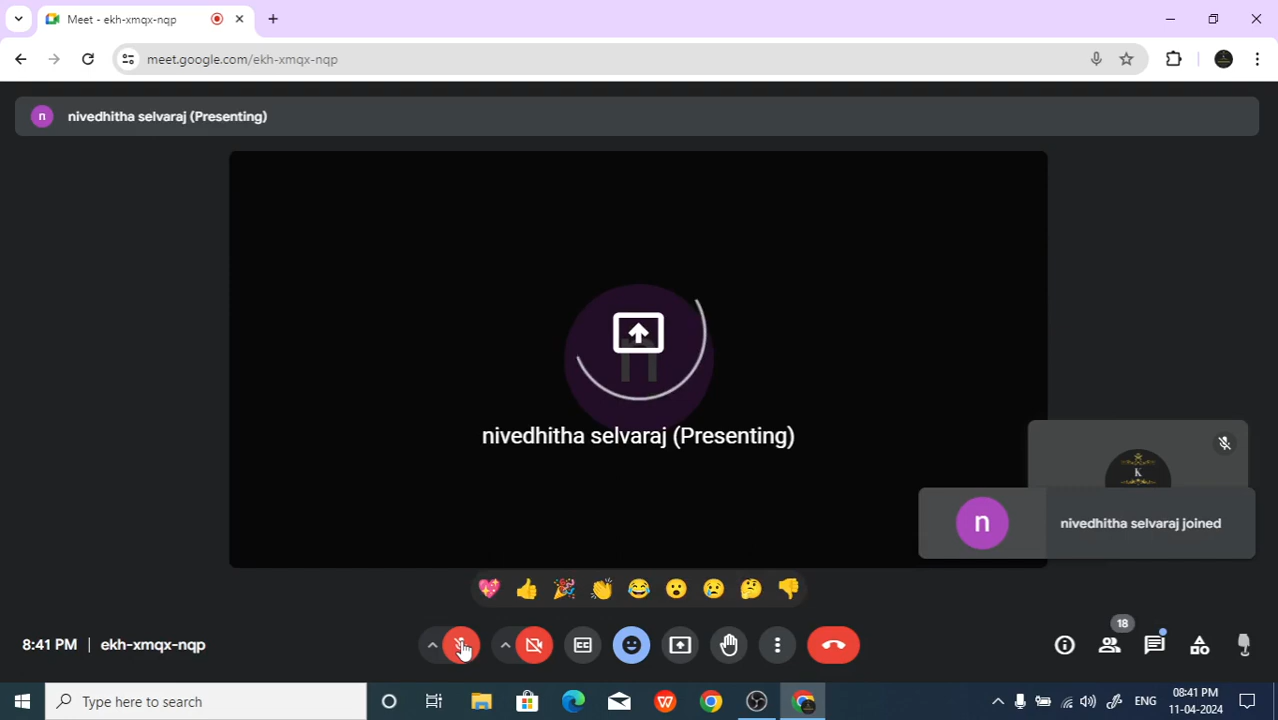 Meet - ekh-xmqx-nqp
meet.google.com/ekh-xmqx-nqp
n
nivedhitha selvaraj (Presenting)
n
nivedhitha selvaraj (Presenting)
K
n
nivedhitha selvaraj joined
8:41 PM | ekh-xmqx-nqp
18
Type here to search
W
ENG
08:41 PM
11-04-2024